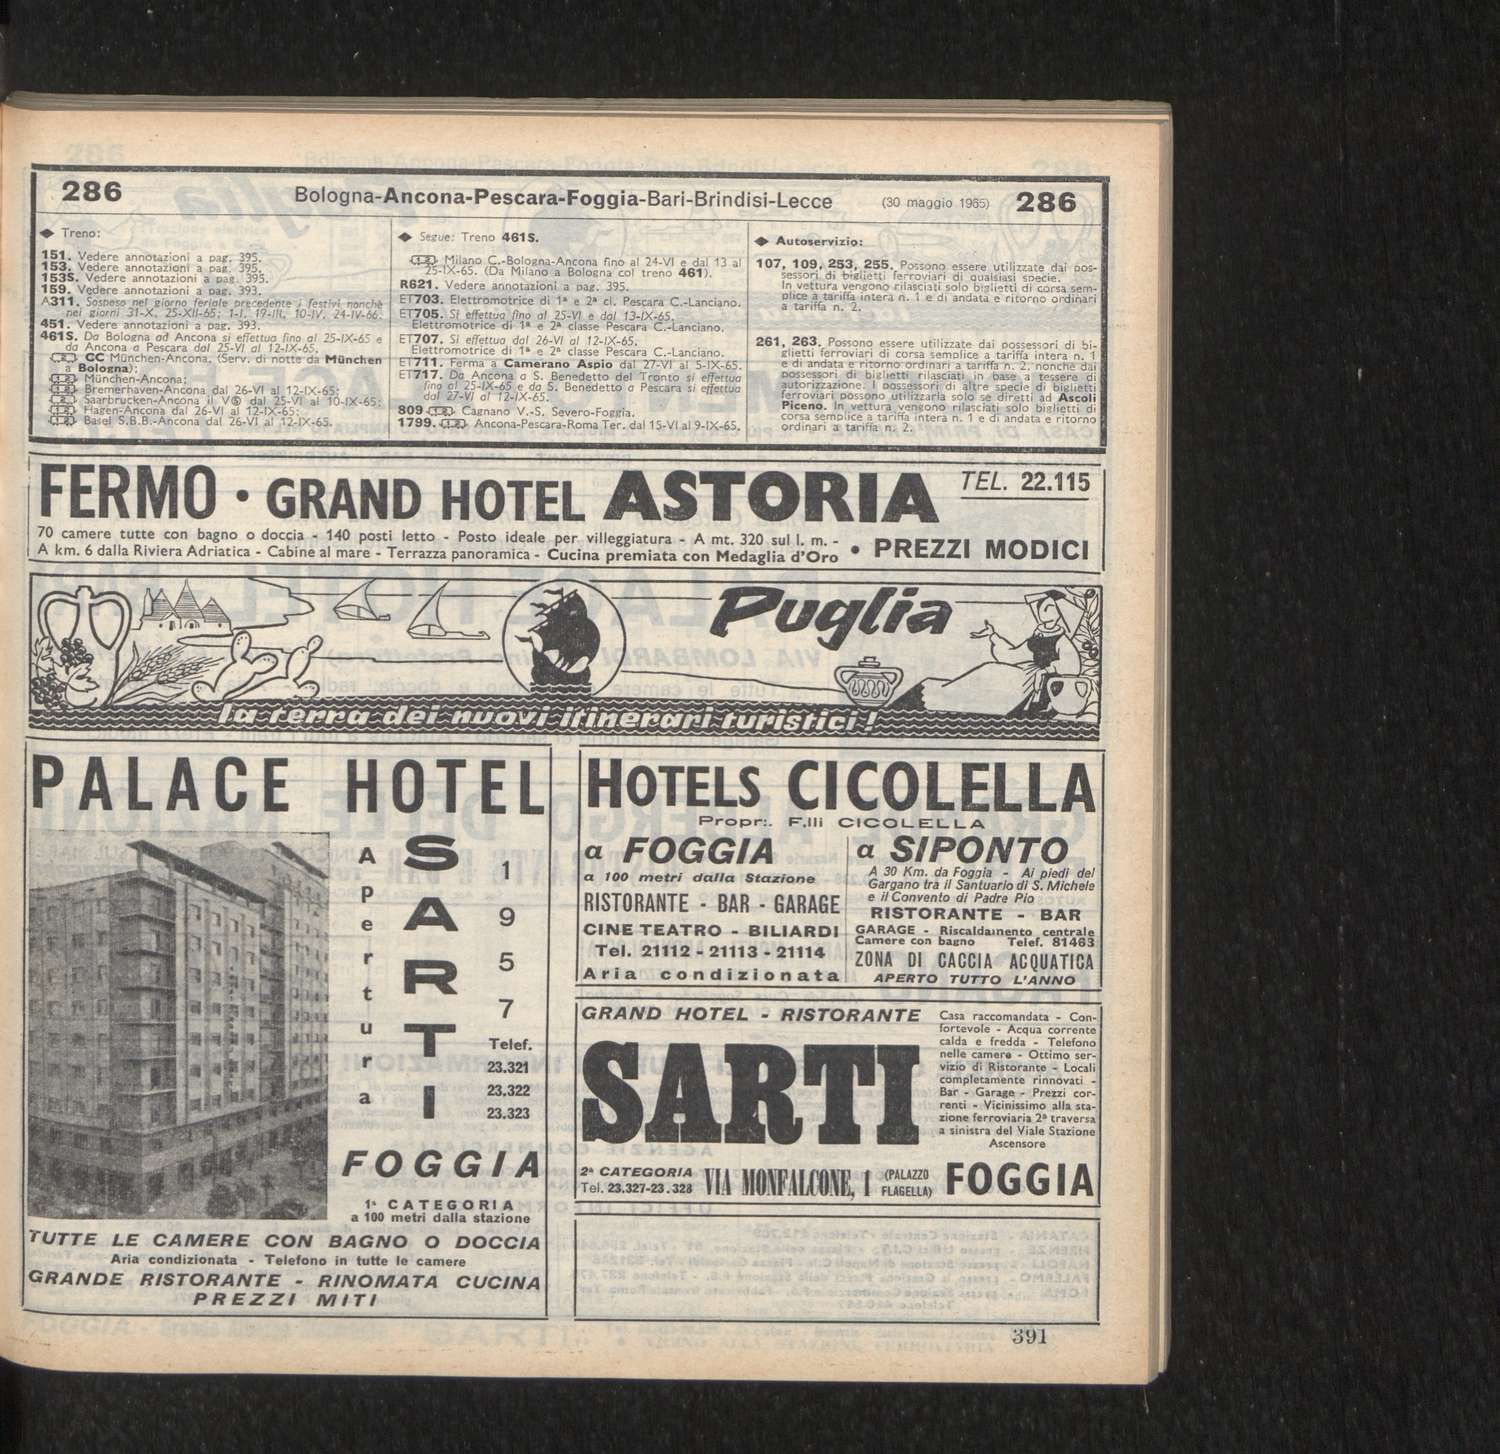 286 Bologna-Ancona-Pescara-Foggia-Bari-Brindisi-Lecce (30 maggio 1965) 286
◆ Treno:
151. Vedere annotazioni a pag. 395.
153. Vedere annotazioni a pag. 395.
153S. Vedere annotazioni a pag. 395.
159. Vedere annotazioni a pag. 393.
A311. Sospeso nel giorno feriale precedente i festivi nonchè
nei giorni 31-X, 25-XII-65; 1-I, 19-III, 10-IV, 24-IV-66.
451. Vedere annotazioni a pag. 393.
461S. Da Bologna ad Ancona si effettua fino al 25-IX-65 e
da Ancona a Pescara dal 25-VI al 12-IX-65.
CC München-Ancona. (Serv. di notte da München
a Bologna);
München-Ancona;
Bremerhaven-Ancona dal 26-VI al 12-IX-65;
Saarbrucken-Ancona il V⑤ dal 25-VI al 10-IX-65;
Hagen-Ancona dal 26-VI al 12-IX-65;
Basel S.B.B.-Ancona dal 26-VI al 12-IX-65.
◆ Segue: Treno 461S.
Milano C.-Bologna-Ancona fino al 24-VI e dal 13 al
25-IX-65. (Da Milano a Bologna col treno 461).
R621. Vedere annotazioni a pag. 395.
ET703. Elettromotrice di 1ª e 2ª cl. Pescara C.-Lanciano.
ET705. Si effettua fino al 25-VI e dal 13-IX-65.
Elettromotrice di 1ª e 2ª classe Pescara C.-Lanciano.
ET707. Si effettua dal 26-VI al 12-IX-65.
Elettromotrice di 1ª e 2ª classe Pescara C.-Lanciano.
ET711. Ferma a Camerano Aspio dal 27-VI al 5-IX-65.
ET717. Da Ancona a S. Benedetto del Tronto si effettua
fino al 25-IX-65 e da S. Benedetto a Pescara si effettua
dal 27-VI al 12-IX-65.
809 Cagnano V.-S. Severo-Foggia.
1799. Ancona-Pescara-Roma Ter. dal 15-VI al 9-IX-65.
◆ Autoservizio:
107, 109, 253, 255. Possono essere utilizzate dai pos-
sessori di biglietti ferroviari di qualsiasi specie.
In vettura vengono rilasciati solo biglietti di corsa sem-
plice a tariffa intera n. 1 e di andata e ritorno ordinari
a tariffa n. 2.
261, 263. Possono essere utilizzate dai possessori di bi-
glietti ferroviari di corsa semplice a tariffa intera n. 1
e di andata e ritorno ordinari a tariffa n. 2, nonchè dai
possessori di biglietti rilasciati in base a tessere di
autorizzazione. I possessori di altre specie di biglietti
ferroviari possono utilizzarla solo se diretti ad Ascoli
Piceno. In vettura vengono rilasciati solo biglietti di
corsa semplice a tariffa intera n. 1 e di andata e ritorno
ordinari a tariffa n. 2.
FERMO · GRAND HOTEL ASTORIA TEL. 22.115
70 camere tutte con bagno o doccia - 140 posti letto - Posto ideale per villeggiatura - A mt. 320 sul l. m. -
A km. 6 dalla Riviera Adriatica - Cabine al mare - Terrazza panoramica - Cucina premiata con Medaglia d'Oro • PREZZI MODICI
Puglia
la terra dei nuovi itinerari turistici!
PALACE HOTEL
SARTI
Apertura
1957
Telef.
23.321
23.322
23.323
FOGGIA
1ª CATEGORIA
a 100 metri dalla stazione
TUTTE LE CAMERE CON BAGNO O DOCCIA
Aria condizionata - Telefono in tutte le camere
GRANDE RISTORANTE - RINOMATA CUCINA
PREZZI MITI
HOTELS CICOLELLA
Propr:. F.lli CICOLELLA
a FOGGIA
a 100 metri dalla Stazione
RISTORANTE - BAR - GARAGE
CINETEATRO - BILIARDI
Tel. 21112 - 21113 - 21114
Aria condizionata
a SIPONTO
A 30 Km. da Foggia - Ai piedi del
Gargano tra il Santuario di S. Michele
e il Convento di Padre Pio
RISTORANTE - BAR
GARAGE - Riscaldamento centrale
Camere con bagno Telef. 81463
ZONA DI CACCIA ACQUATICA
APERTO TUTTO L'ANNO
GRAND HOTEL - RISTORANTE
SARTI
Casa raccomandata - Con-
fortevole - Acqua corrente
calda e fredda - Telefono
nelle camere - Ottimo ser-
vizio di Ristorante - Locali
completamente rinnovati -
Bar - Garage - Prezzi cor-
renti - Vicinissimo alla sta-
zione ferroviaria 2ª traversa
a sinistra del Viale Stazione
Ascensore
2ª CATEGORIA
Tel. 23.327-23.328 VIA MONFALCONE, 1 (PALAZZO FLAGELLA) FOGGIA
391